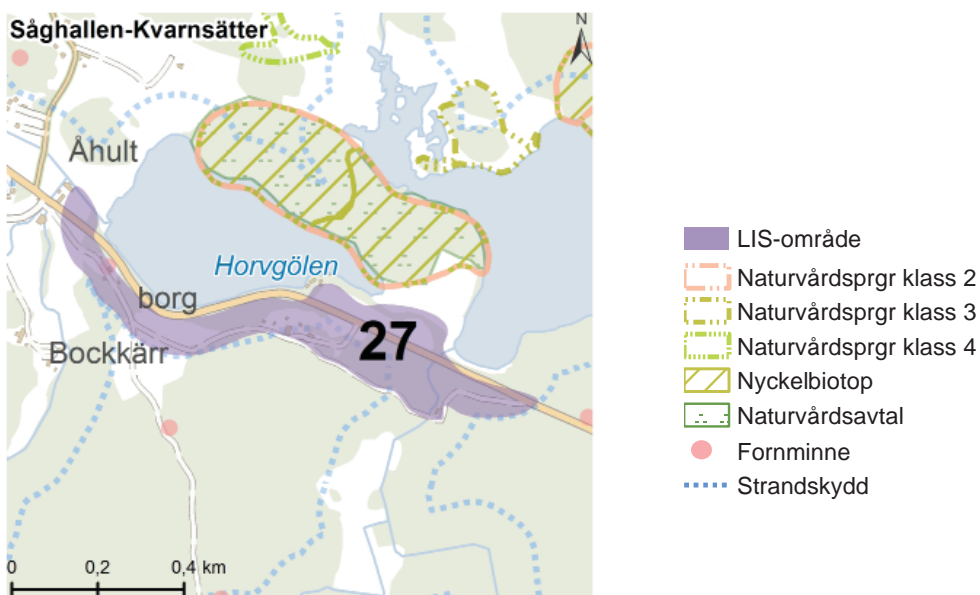 Såghallen-Kvarnsätter
N
Åhult
Horvgölen
borg
Bockkärr
27
0 0,2 0,4 km
LIS-område
Naturvårdsprgr klass 2
Naturvårdsprgr klass 3
Naturvårdsprgr klass 4
Nyckelbiotop
Naturvårdsavtal
Fornminne
Strandskydd